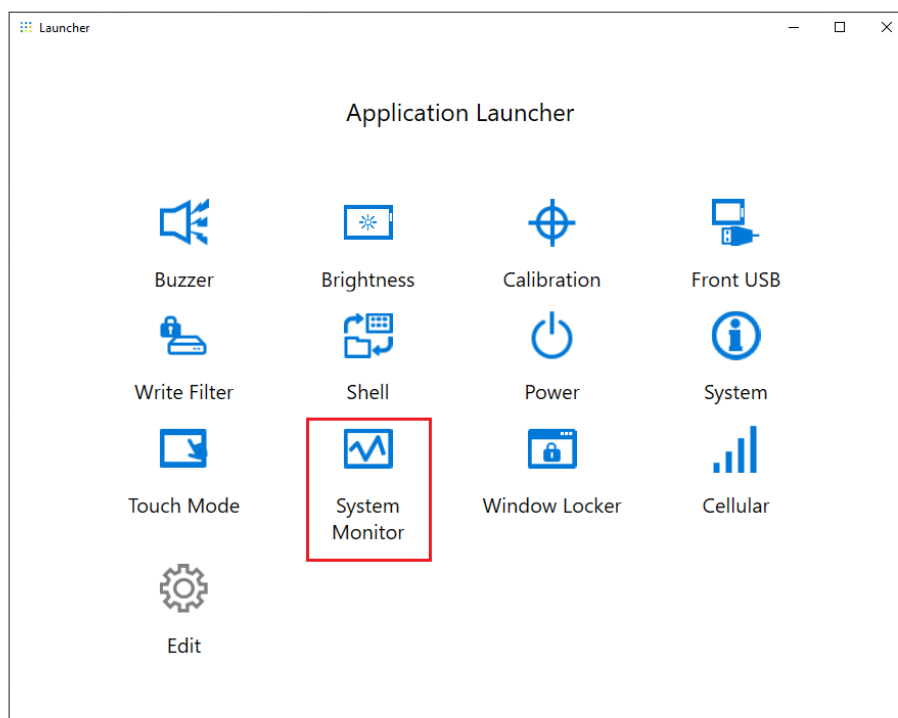 Launcher
Application Launcher
Buzzer
Brightness
Calibration
Front USB
Write Filter
Shell
Power
System
Touch Mode
System
Monitor
Window Locker
Cellular
Edit